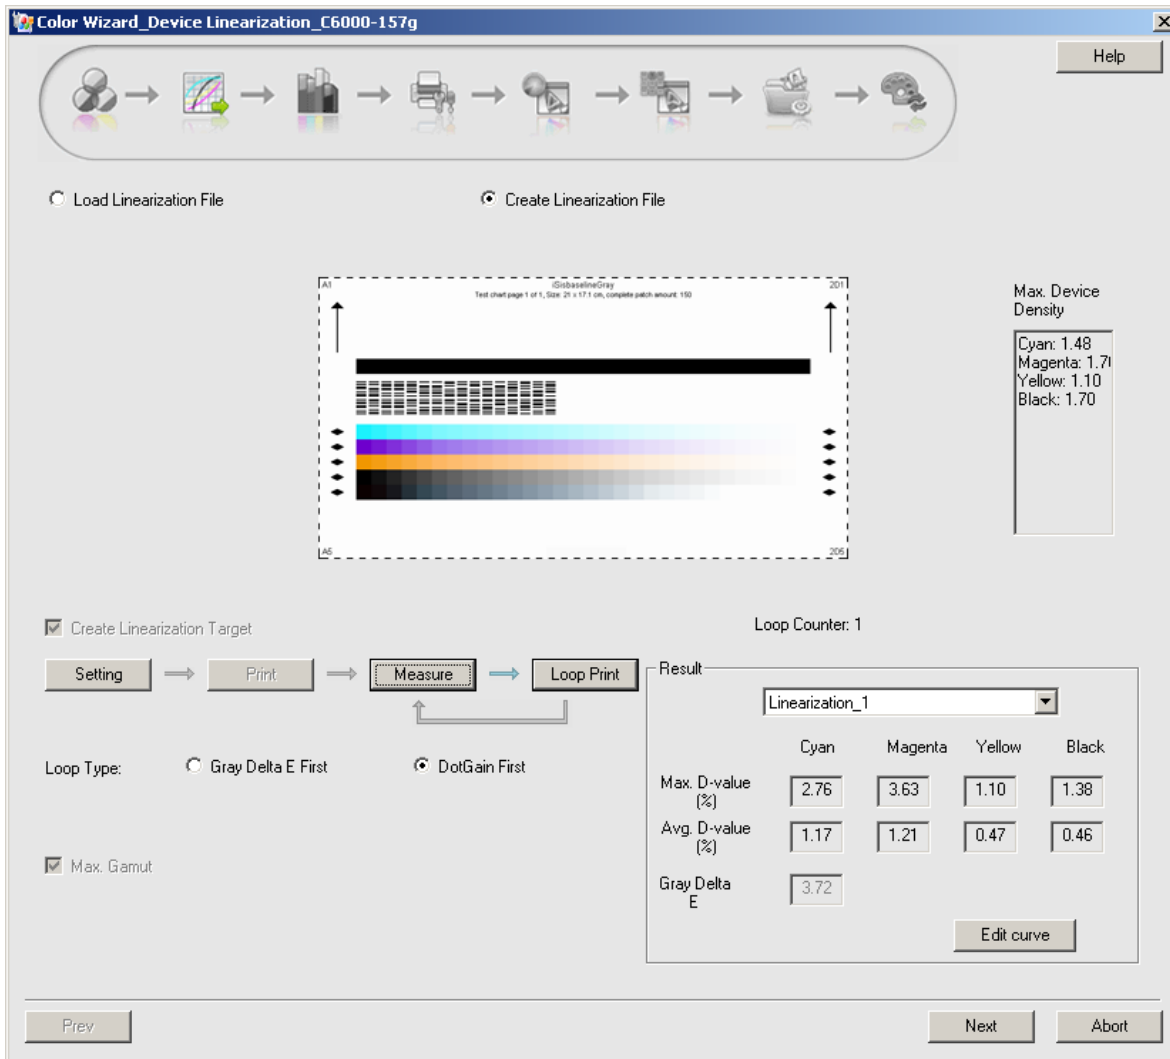 Color Wizard_Device Linearization_C6000-157g
Help
Load Linearization File
Create Linearization File
A1
iSisbaselineGray
2D1
Test chart page 1 of 1, Size: 21 x 17.1 cm, complete patch amount: 150
A5
2D5
Max. Device
Density
Cyan: 1.48
Magenta: 1.7
Yellow: 1.10
Black: 1.70
Create Linearization Target
Loop Counter: 1
Setting
Print
Measure
Loop Print
Loop Type:
Gray Delta E First
DotGain First
Max. Gamut
Result
Linearization_1
Cyan Magenta Yellow Black
Max. D-value
(%)
2.76 3.63 1.10 1.38
Avg. D-value
(%)
1.17 1.21 0.47 0.46
Gray Delta
E
3.72
Edit curve
Prev
Next
Abort